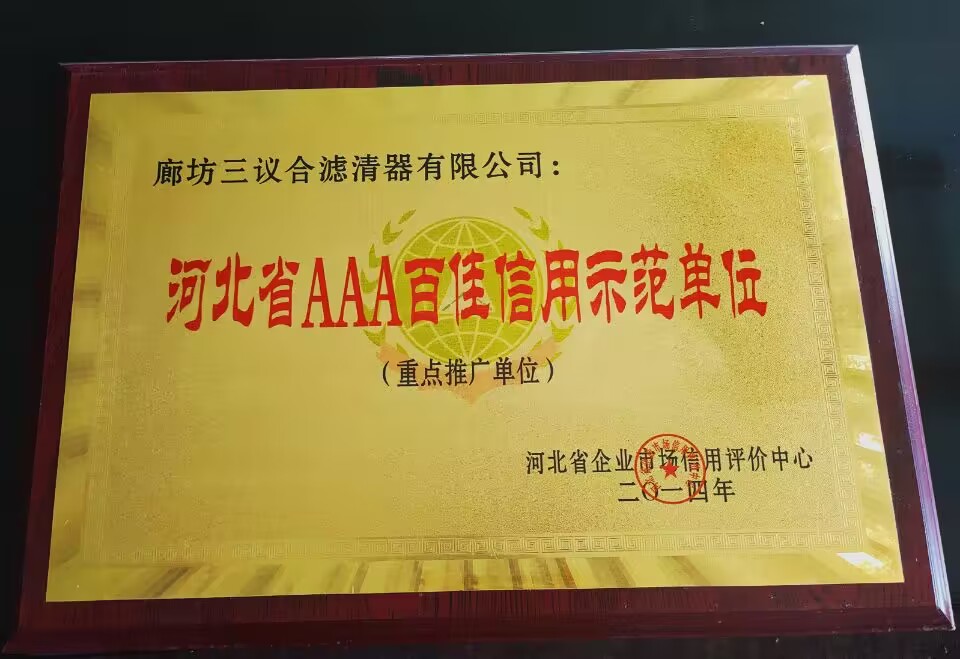 廊坊三议合滤清器有限公司：
河北省AAA百佳信用示范单位
（重点推广单位）
河北省企业市场信用评价中心
二〇一四年